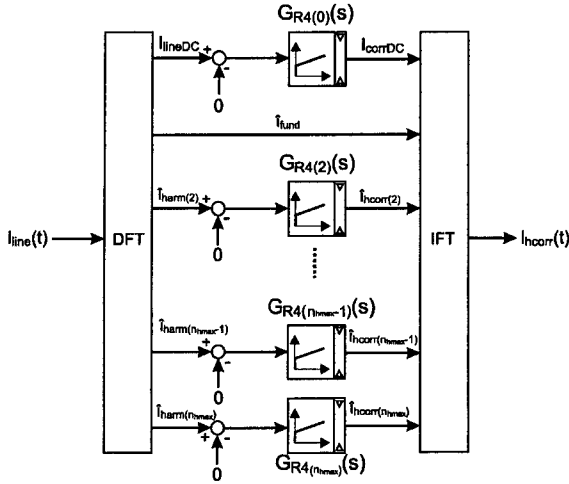 G_R4(0)(s)
I_lineDC + - I_corrDC
0
î_fund
G_R4(2)(s)
î_harm(2) + - î_hcorr(2)
0
I_line(t) DFT IFT I_hcorr(t)
G_R4(n_hmax-1)(s)
î_harm(n_hmax-1) + - î_hcorr(n_hmax-1)
0
î_harm(n_hmax) + - î_hcorr(n_hmax)
0
G_R4(n_hmax)(s)